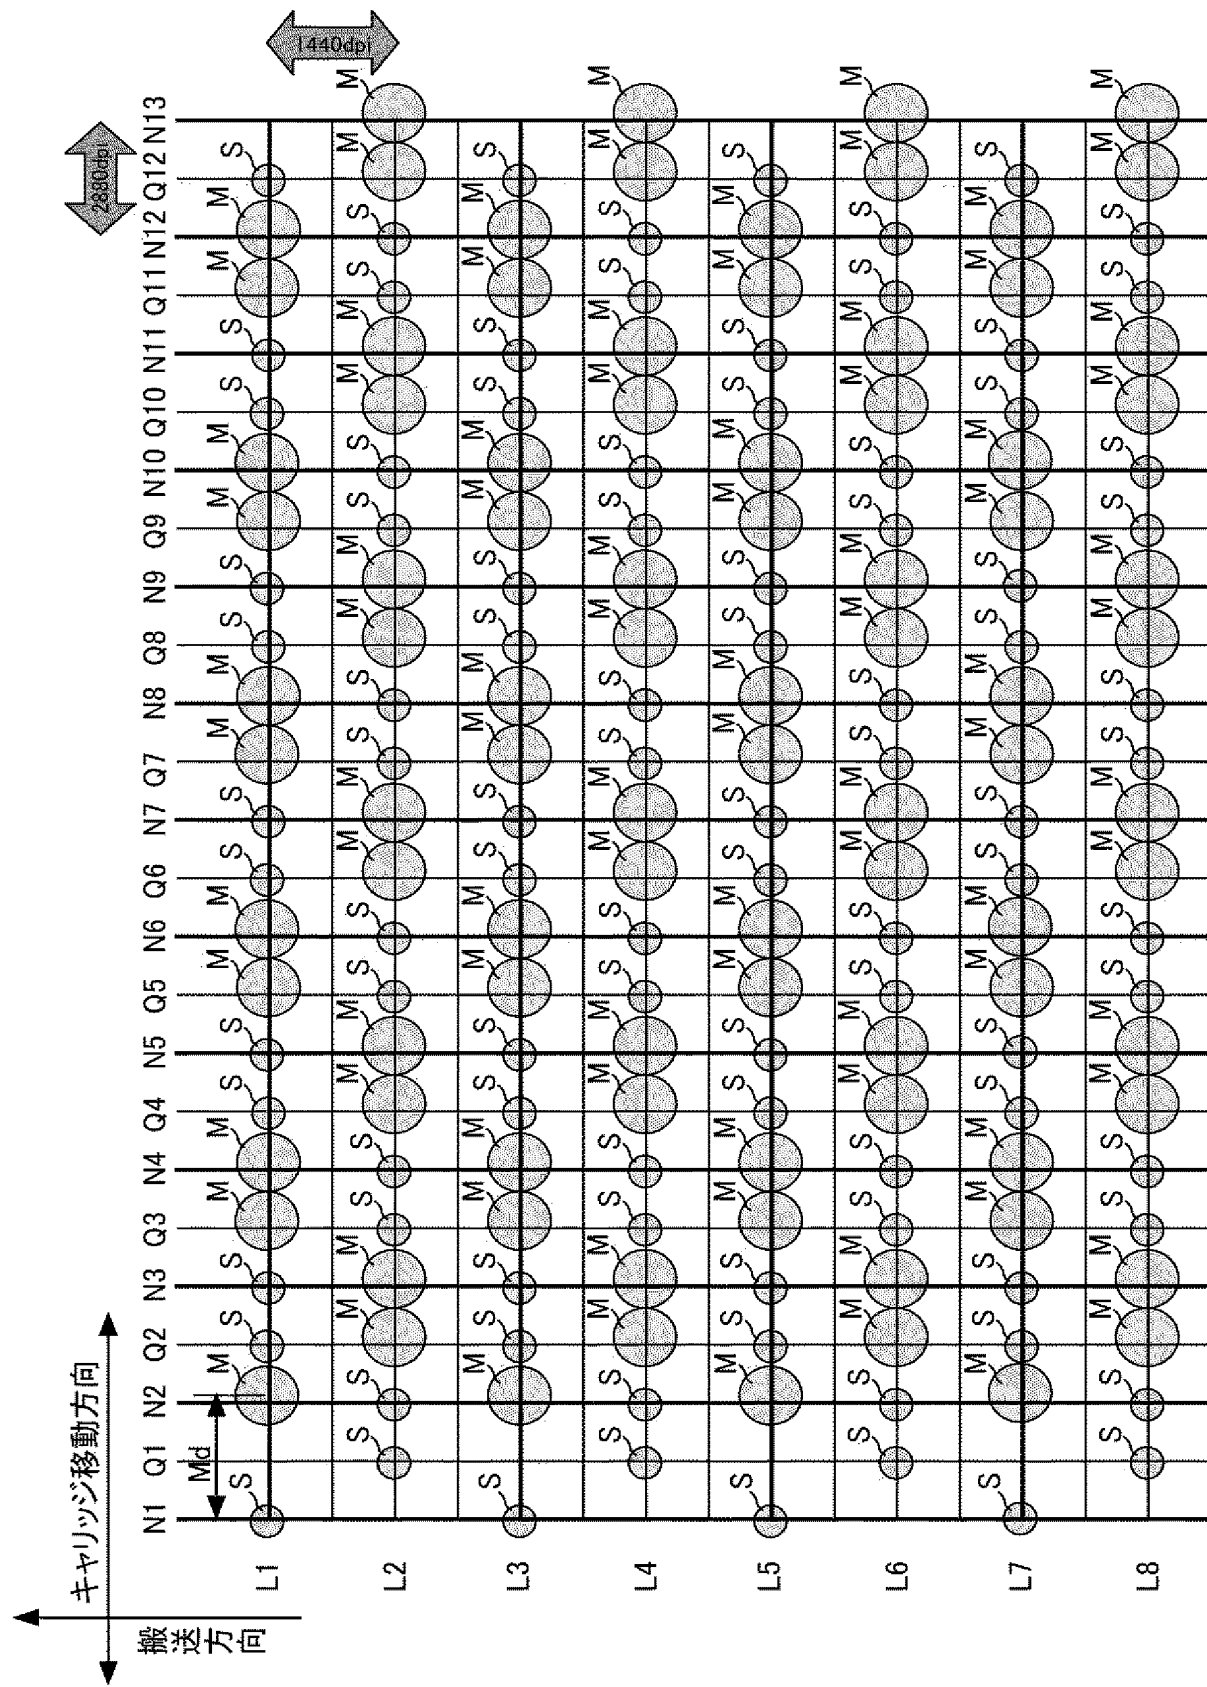 キャリッジ移動方向
2880dpi
搬送方向
N1 Q1 N2 Q2 N3 Q3 N4 Q4 N5 Q5 N6 Q6 N7 Q7 N8 Q8 N9 Q9 N10 Q10 N11 Q11 N12 Q12 N13
Md
1440dpi
S M S S M M S S M M S S M M S S M M S S M M S
L1
S S M M S S M M S S M M S S M M S S M M S S M M
L2
S M S S M M S S M M S S M M S S M M S S M M S
L3
S S M M S S M M S S M M S S M M S S M M S S M M
L4
S M S S M M S S M M S S M M S S M M S S M M S
L5
S S M M S S M M S S M M S S M M S S M M S S M M
L6
S M S S M M S S M M S S M M S S M M S S M M S
L7
S S M M S S M M S S M M S S M M S S M M S S M M
L8